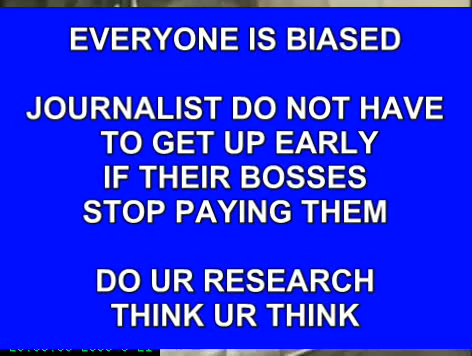 EVERYONE IS BIASED
JOURNALIST DO NOT HAVE
TO GET UP EARLY
IF THEIR BOSSES
STOP PAYING THEM
DO UR RESEARCH
THINK UR THINK